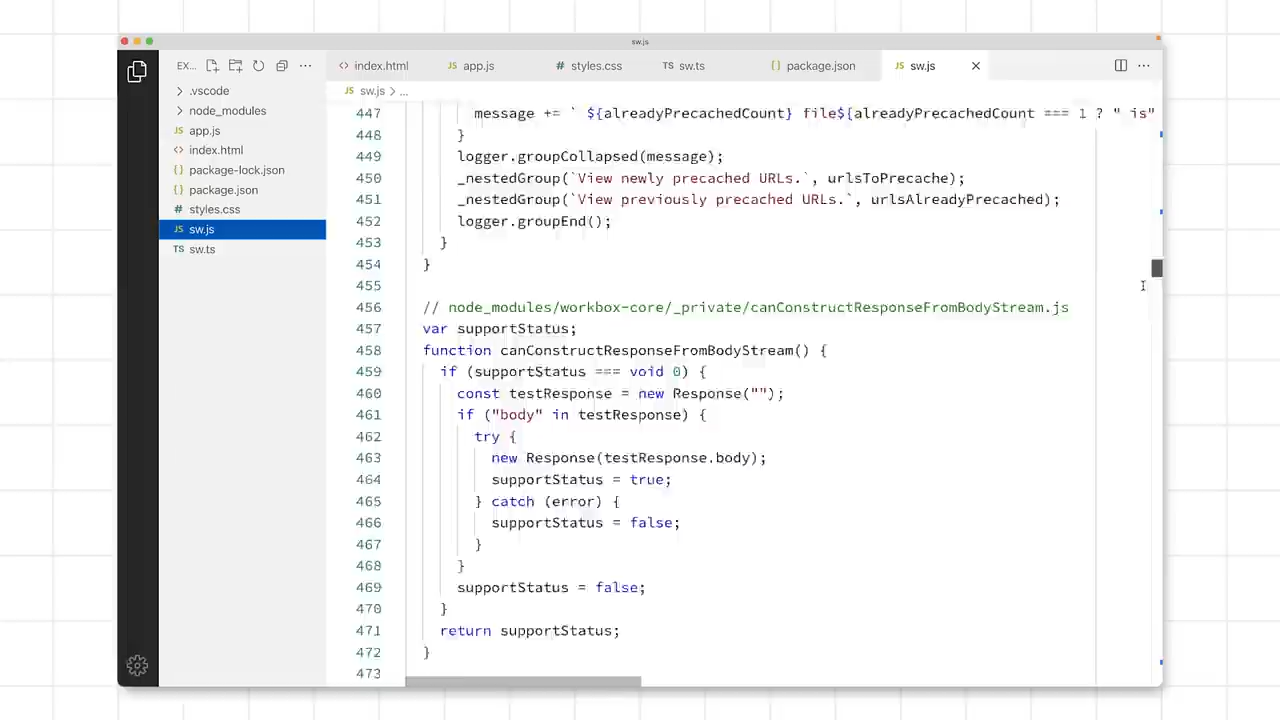 sw.js
EX...
index.html
app.js
styles.css
sw.ts
package.json
sw.js
sw.js > ...
.vscode
node_modules
app.js
index.html
package-lock.json
package.json
styles.css
sw.js
sw.ts
447 message += ` ${alreadyPrecachedCount} file${alreadyPrecachedCount === 1 ? " is"
448 }
449 logger.groupCollapsed(message);
450 _nestedGroup(`View newly precached URLs.`, urlsToPrecache);
451 _nestedGroup(`View previously precached URLs.`, urlsAlreadyPrecached);
452 logger.groupEnd();
453 }
454 }
455
456 // node_modules/workbox-core/_private/canConstructResponseFromBodyStream.js
457 var supportStatus;
458 function canConstructResponseFromBodyStream() {
459 if (supportStatus === void 0) {
460 const testResponse = new Response("");
461 if ("body" in testResponse) {
462 try {
463 new Response(testResponse.body);
464 supportStatus = true;
465 } catch (error) {
466 supportStatus = false;
467 }
468 }
469 supportStatus = false;
470 }
471 return supportStatus;
472 }
473